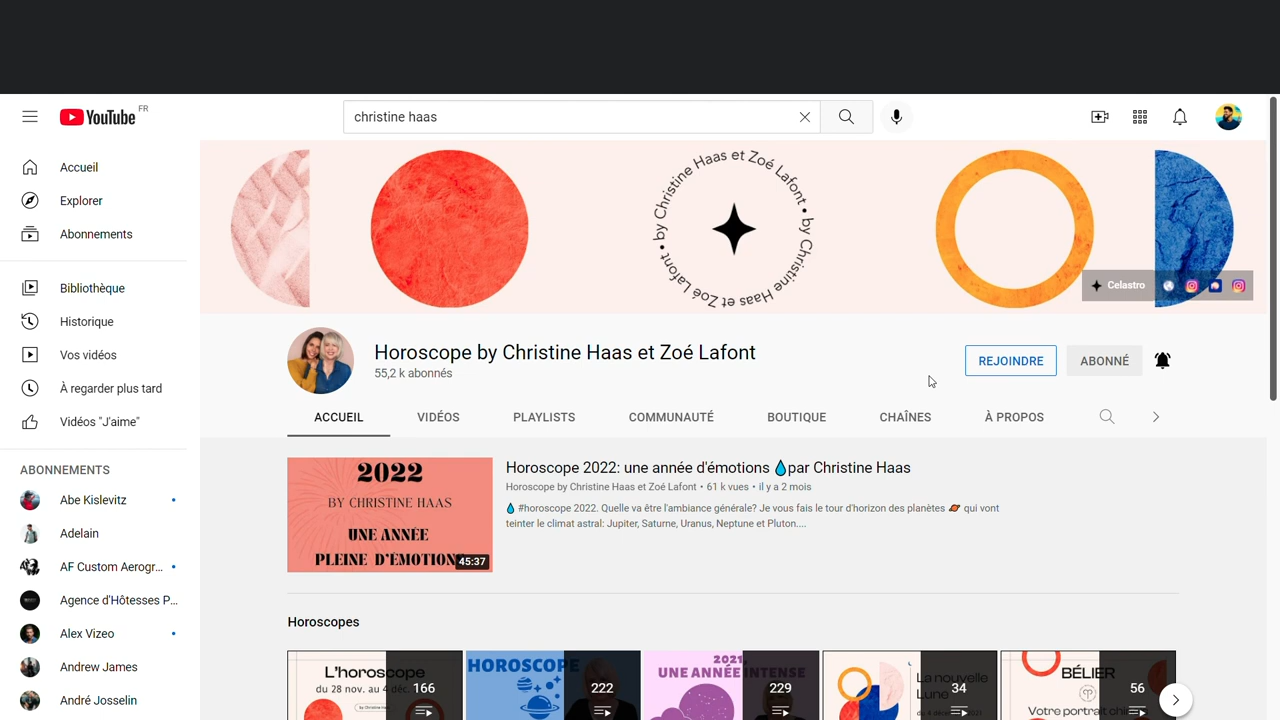 YouTube FR
christine haas
Accueil
Explorer
Abonnements
Bibliothèque
Historique
Vos vidéos
À regarder plus tard
Vidéos "J'aime"
ABONNEMENTS
Abe Kislevitz
Adelain
AF Custom Aerogr...
Agence d'Hôtesses P...
Alex Vizeo
Andrew James
André Josselin
by Christine Haas et Zoé Lafont • by Christine Haas et Zoé Lafont •
Celastro
Horoscope by Christine Haas et Zoé Lafont
55,2 k abonnés
REJOINDRE
ABONNÉ
ACCUEIL
VIDÉOS
PLAYLISTS
COMMUNAUTÉ
BOUTIQUE
CHAÎNES
À PROPOS
2022
BY CHRISTINE HAAS
UNE ANNÉE
PLEINE D'ÉMOTION
45:37
Horoscope 2022: une année d'émotions 💧par Christine Haas
Horoscope by Christine Haas et Zoé Lafont • 61 k vues • il y a 2 mois
💧 #horoscope 2022. Quelle va être l'ambiance générale? Je vous fais le tour d'horizon des planètes 🪐 qui vont
teinter le climat astral: Jupiter, Saturne, Uranus, Neptune et Pluton....
Horoscopes
L'horoscope
du 28 nov. au 4 déc.
166
HOROSCOPE
222
2021,
UNE ANNÉE INTENSE
229
La nouvelle
Lune
34
BÉLIER
Votre portrait
56